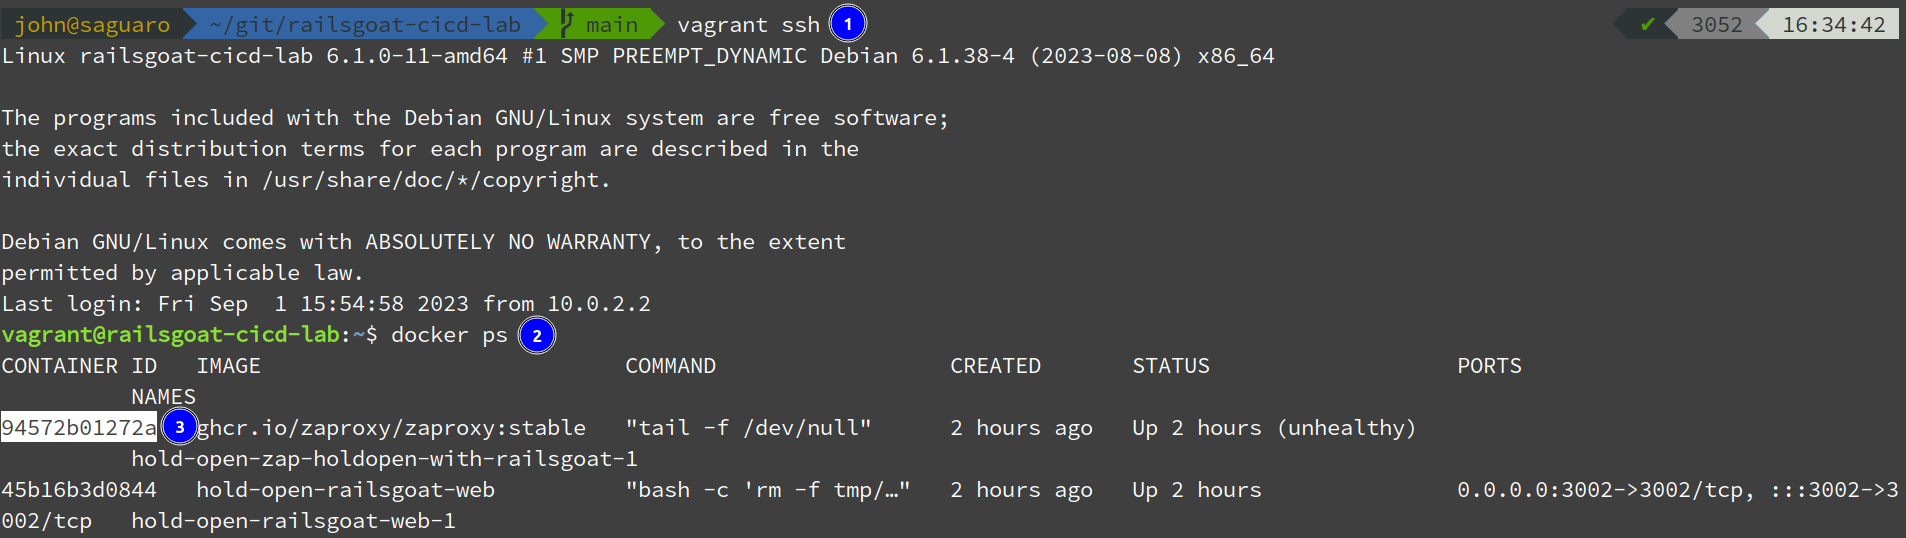 john@saguaro ~/git/railsgoat-cicd-lab main vagrant ssh 1 ✔ 3052 16:34:42
Linux railsgoat-cicd-lab 6.1.0-11-amd64 #1 SMP PREEMPT_DYNAMIC Debian 6.1.38-4 (2023-08-08) x86_64
The programs included with the Debian GNU/Linux system are free software;
the exact distribution terms for each program are described in the
individual files in /usr/share/doc/*/copyright.
Debian GNU/Linux comes with ABSOLUTELY NO WARRANTY, to the extent
permitted by applicable law.
Last login: Fri Sep  1 15:54:58 2023 from 10.0.2.2
vagrant@railsgoat-cicd-lab:~$ docker ps 2
CONTAINER ID   IMAGE                            COMMAND                  CREATED       STATUS                   PORTS
NAMES
94572b01272a 3 ghcr.io/zaproxy/zaproxy:stable   "tail -f /dev/null"      2 hours ago   Up 2 hours (unhealthy)
hold-open-zap-holdopen-with-railsgoat-1
45b16b3d0844   hold-open-railsgoat-web          "bash -c 'rm -f tmp/…"   2 hours ago   Up 2 hours               0.0.0.0:3002->3002/tcp, :::3002->3
002/tcp   hold-open-railsgoat-web-1